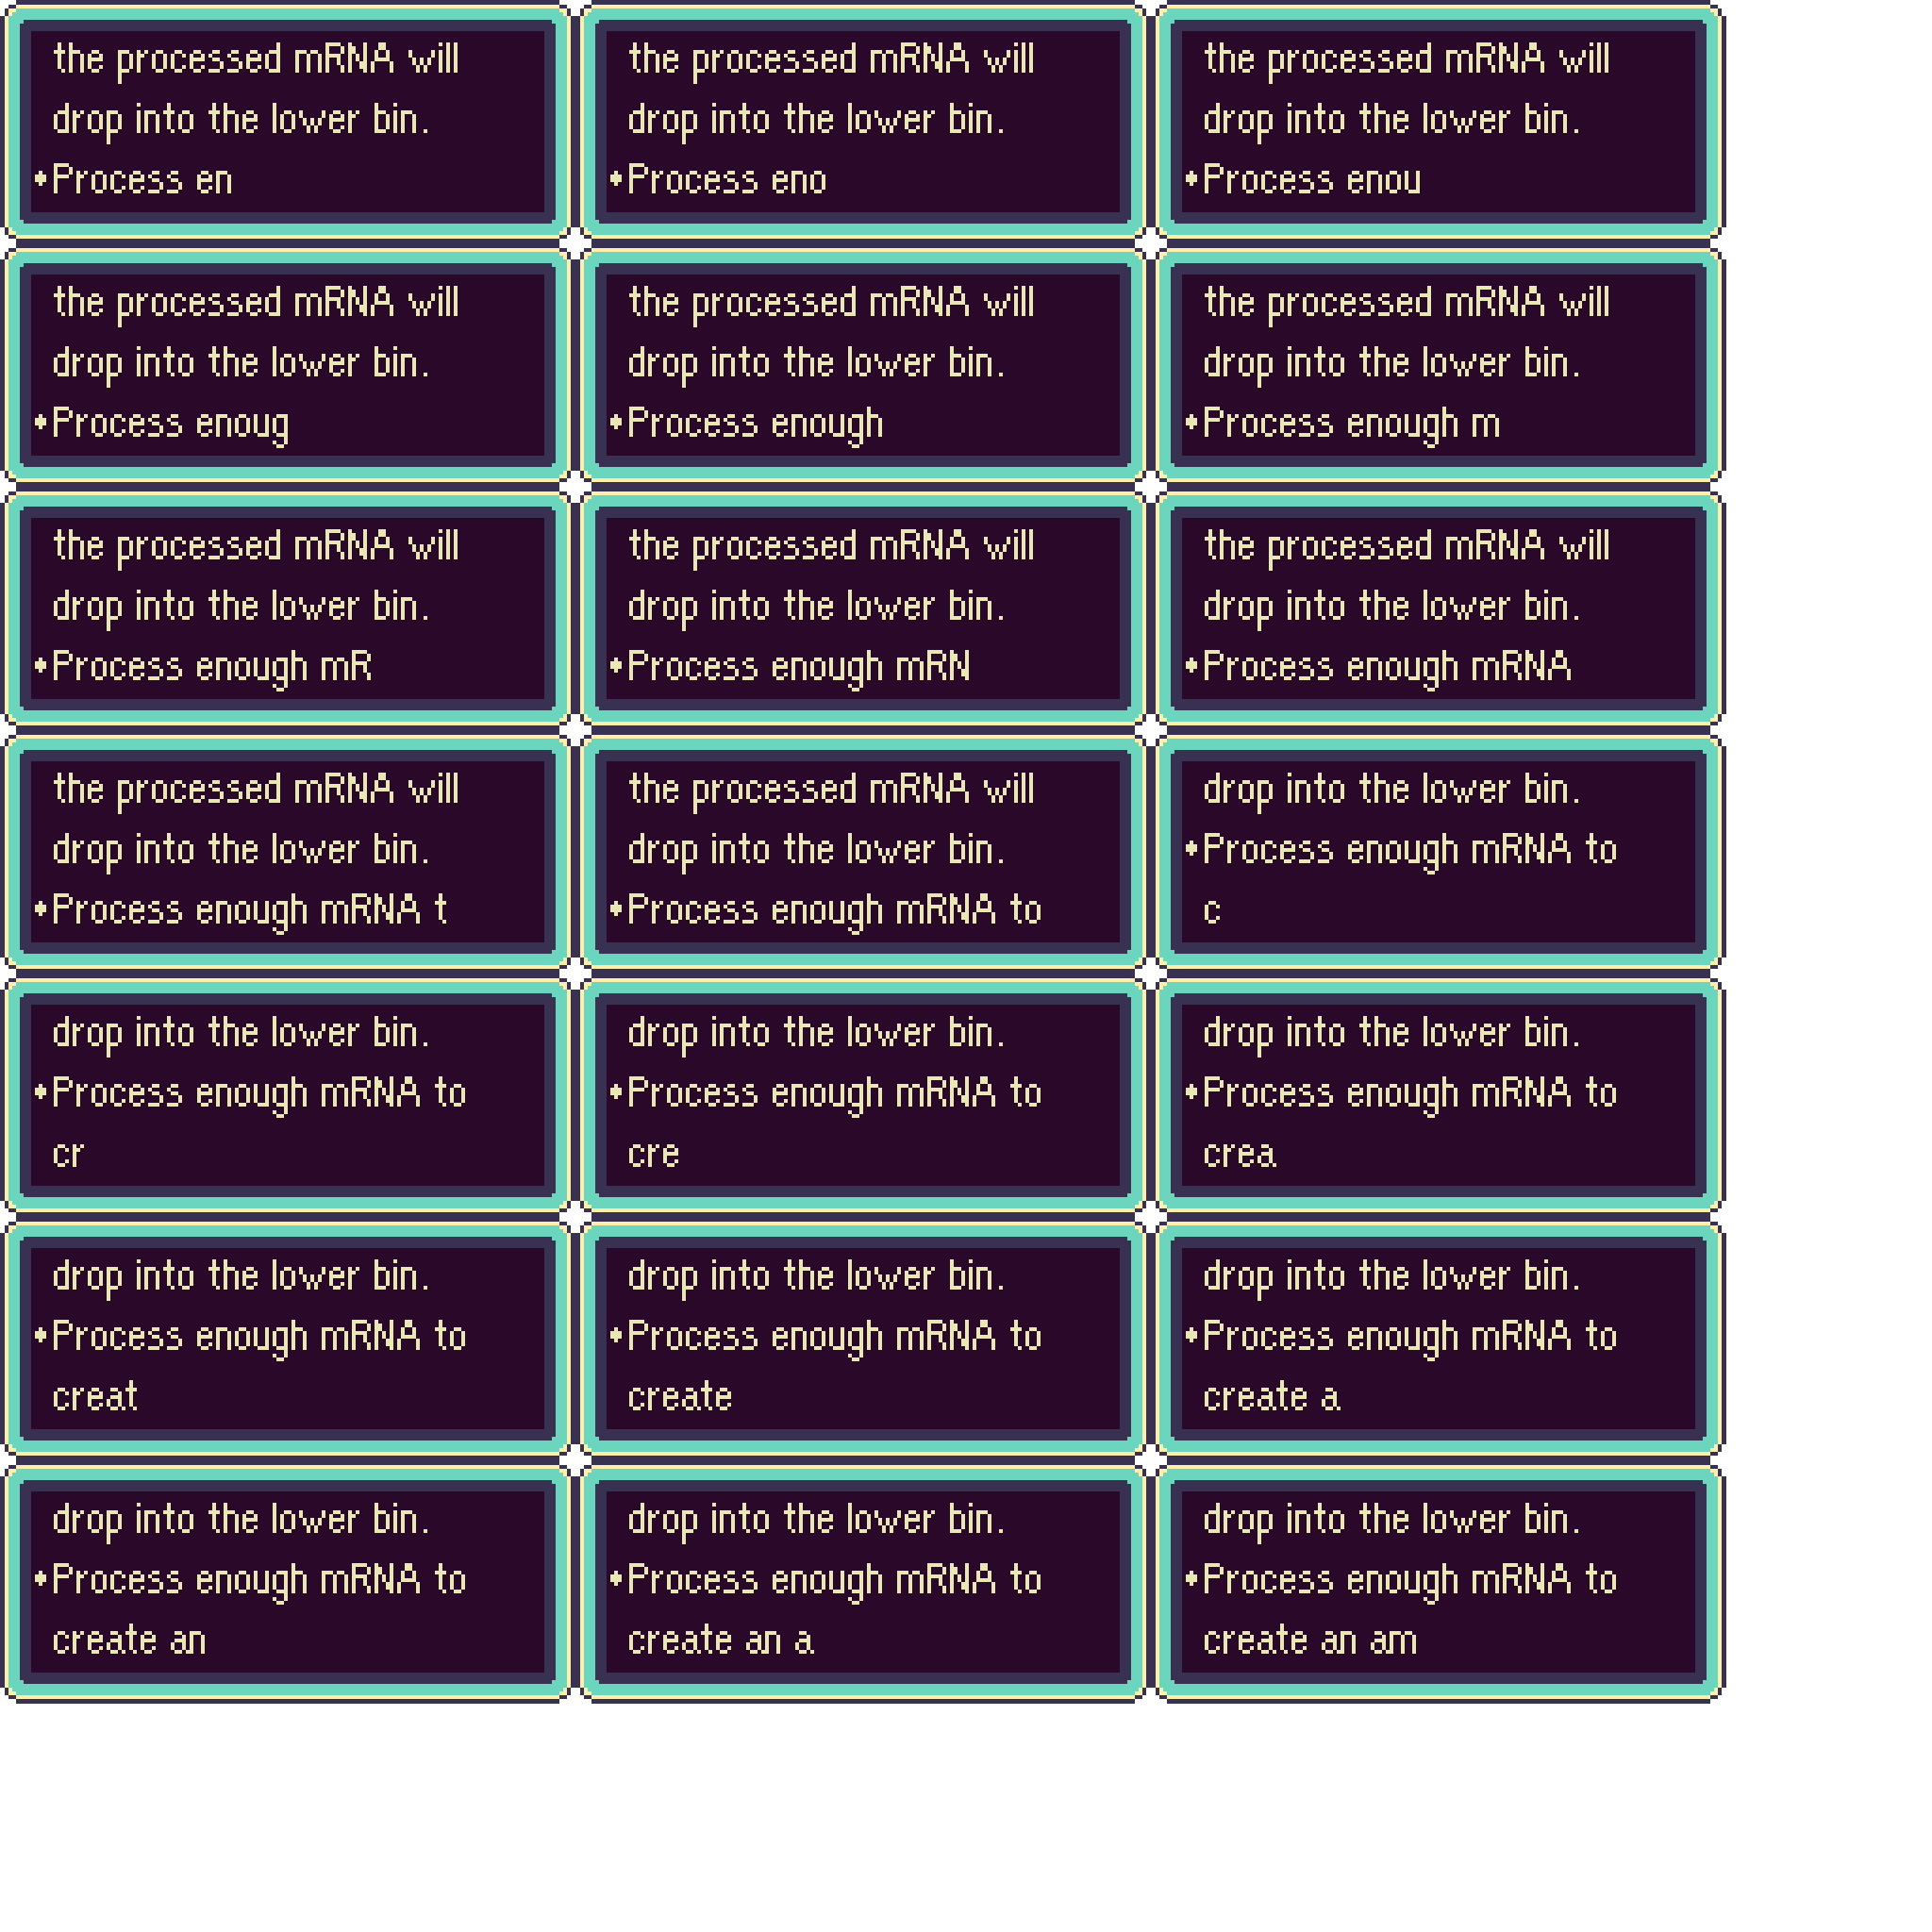 the processed mRNA will
drop into the lower bin.
Process en
the processed mRNA will
drop into the lower bin.
Process eno
the processed mRNA will
drop into the lower bin.
Process enou
the processed mRNA will
drop into the lower bin.
Process enoug
the processed mRNA will
drop into the lower bin.
Process enough
the processed mRNA will
drop into the lower bin.
Process enough m
the processed mRNA will
drop into the lower bin.
Process enough mR
the processed mRNA will
drop into the lower bin.
Process enough mRN
the processed mRNA will
drop into the lower bin.
Process enough mRNA
the processed mRNA will
drop into the lower bin.
Process enough mRNA t
the processed mRNA will
drop into the lower bin.
Process enough mRNA to
drop into the lower bin.
Process enough mRNA to
c
drop into the lower bin.
Process enough mRNA to
cr
drop into the lower bin.
Process enough mRNA to
cre
drop into the lower bin.
Process enough mRNA to
crea
drop into the lower bin.
Process enough mRNA to
creat
drop into the lower bin.
Process enough mRNA to
create
drop into the lower bin.
Process enough mRNA to
create a
drop into the lower bin.
Process enough mRNA to
create an
drop into the lower bin.
Process enough mRNA to
create an a
drop into the lower bin.
Process enough mRNA to
create an am